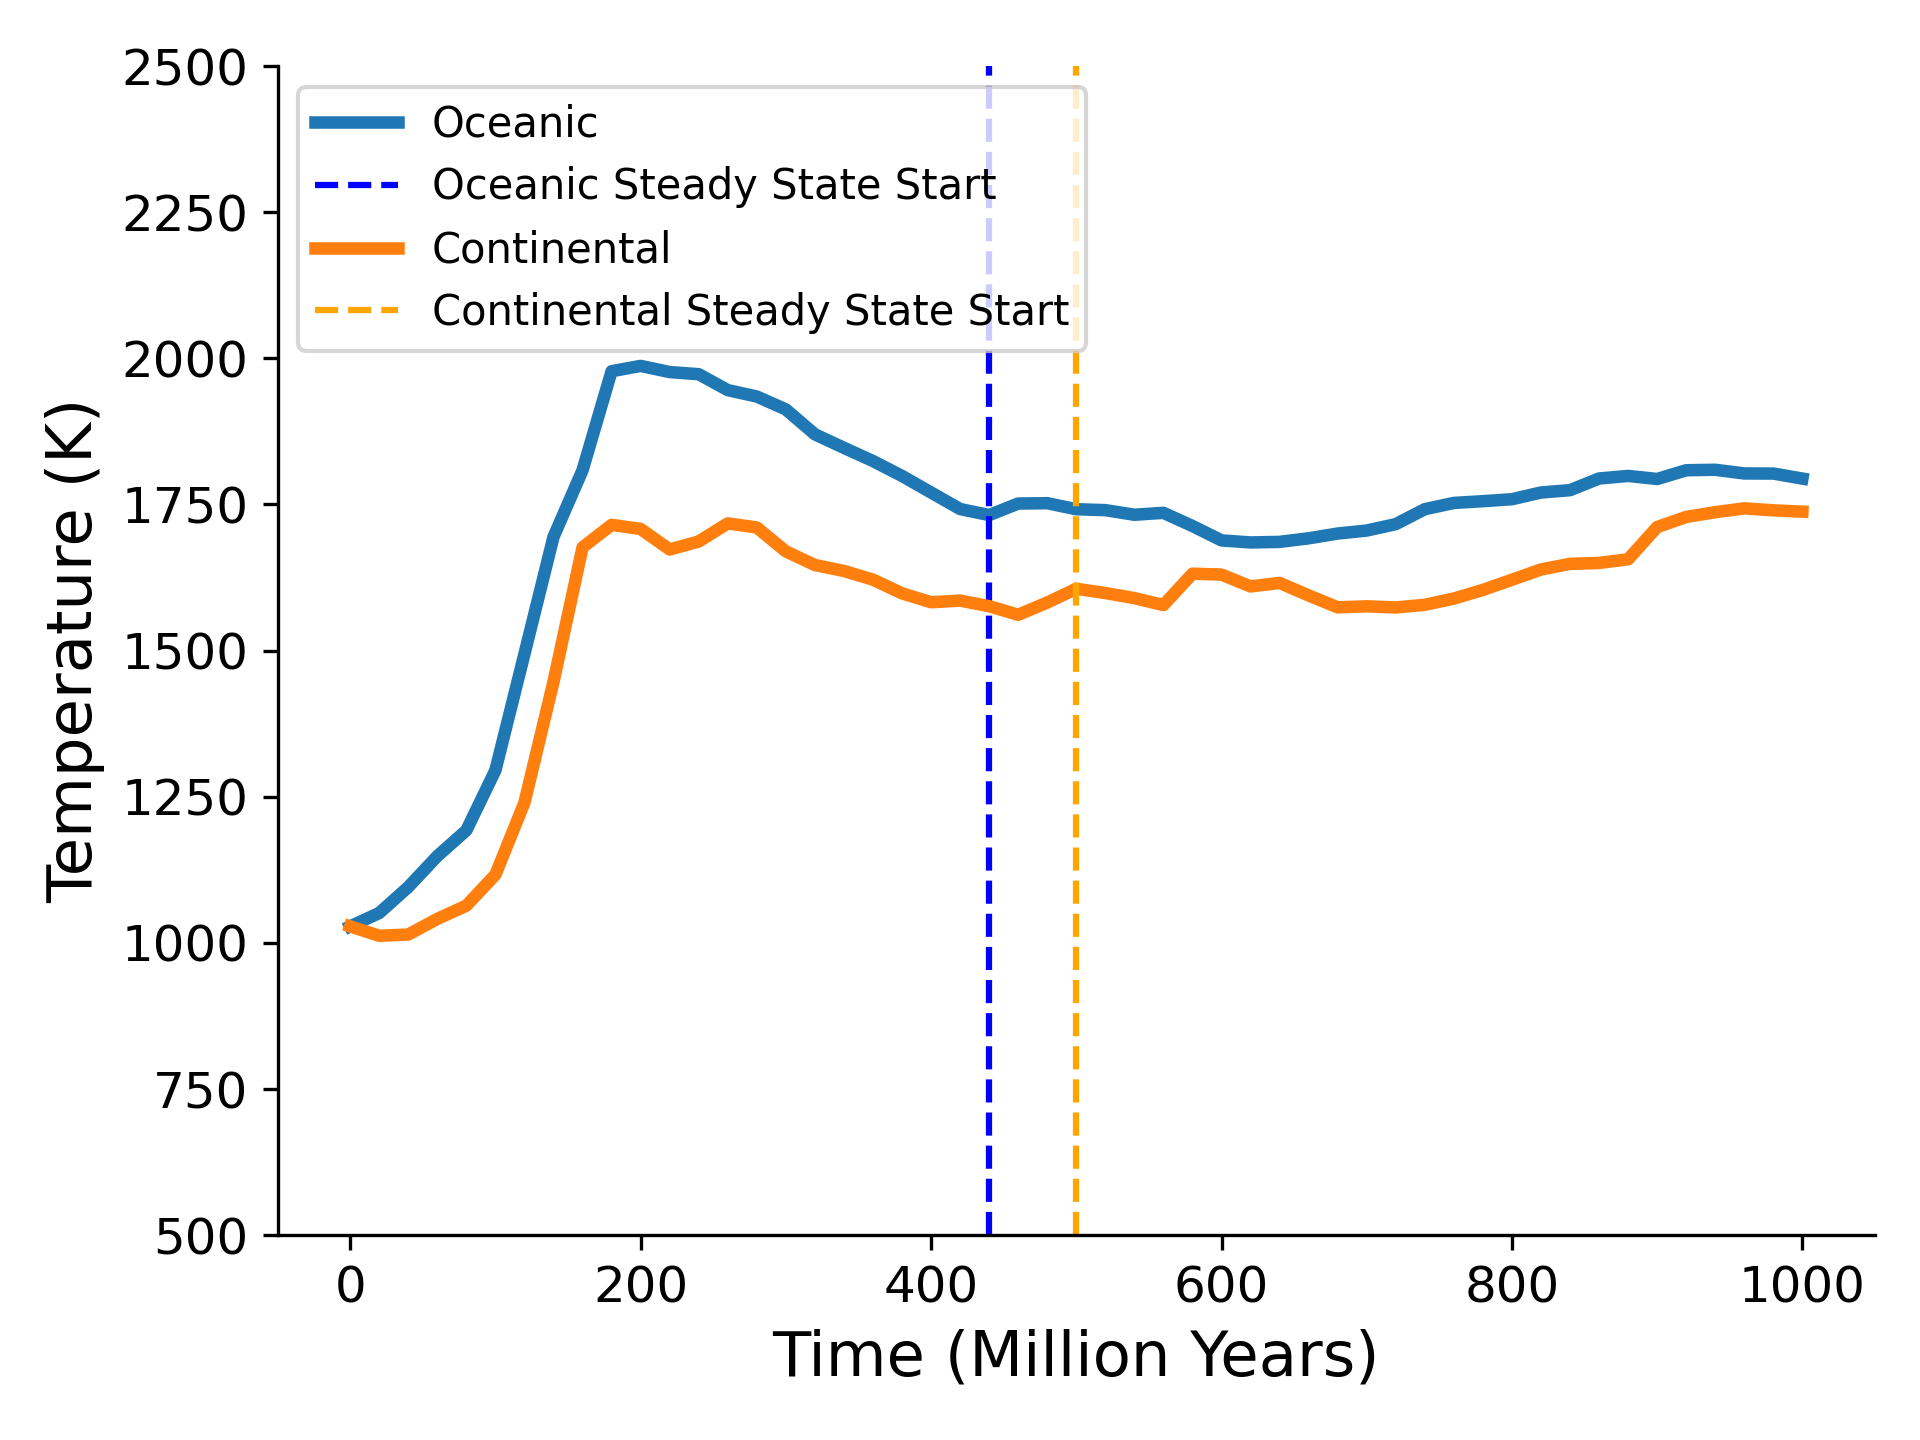 2500
2250
2000
1750
1500
1250
1000
750
500
Temperature (K)
Oceanic
Oceanic Steady State Start
Continental
Continental Steady State Start
0 200 400 600 800 1000
Time (Million Years)